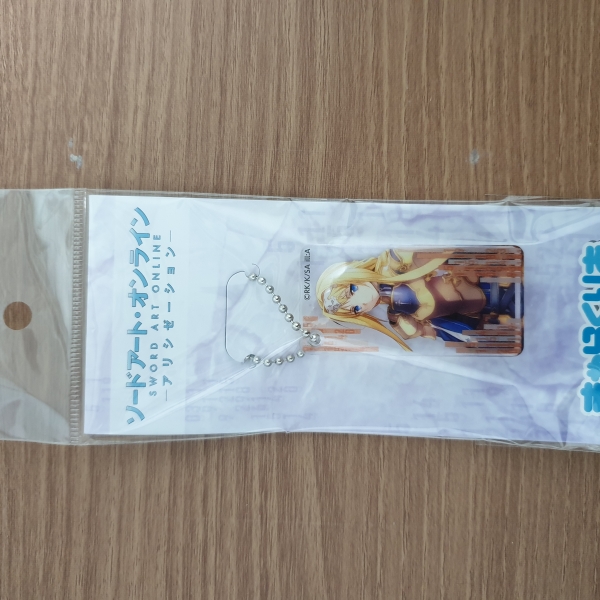 ソードアート・オンライン
SWORD ART ONLINE
―アリシゼーション―
©RK/K/SA 組:A